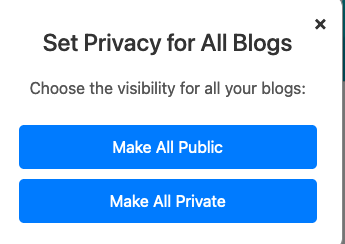 Set Privacy for All Blogs
Choose the visibility for all your blogs:
Make All Public
Make All Private